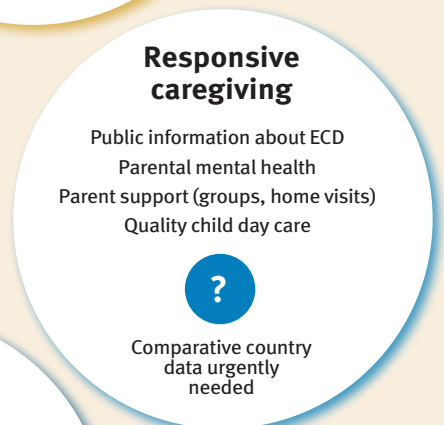 Responsive
caregiving
Public information about ECD
Parental mental health
Parent support (groups, home visits)
Quality child day care
?
Comparative country
data urgently
needed